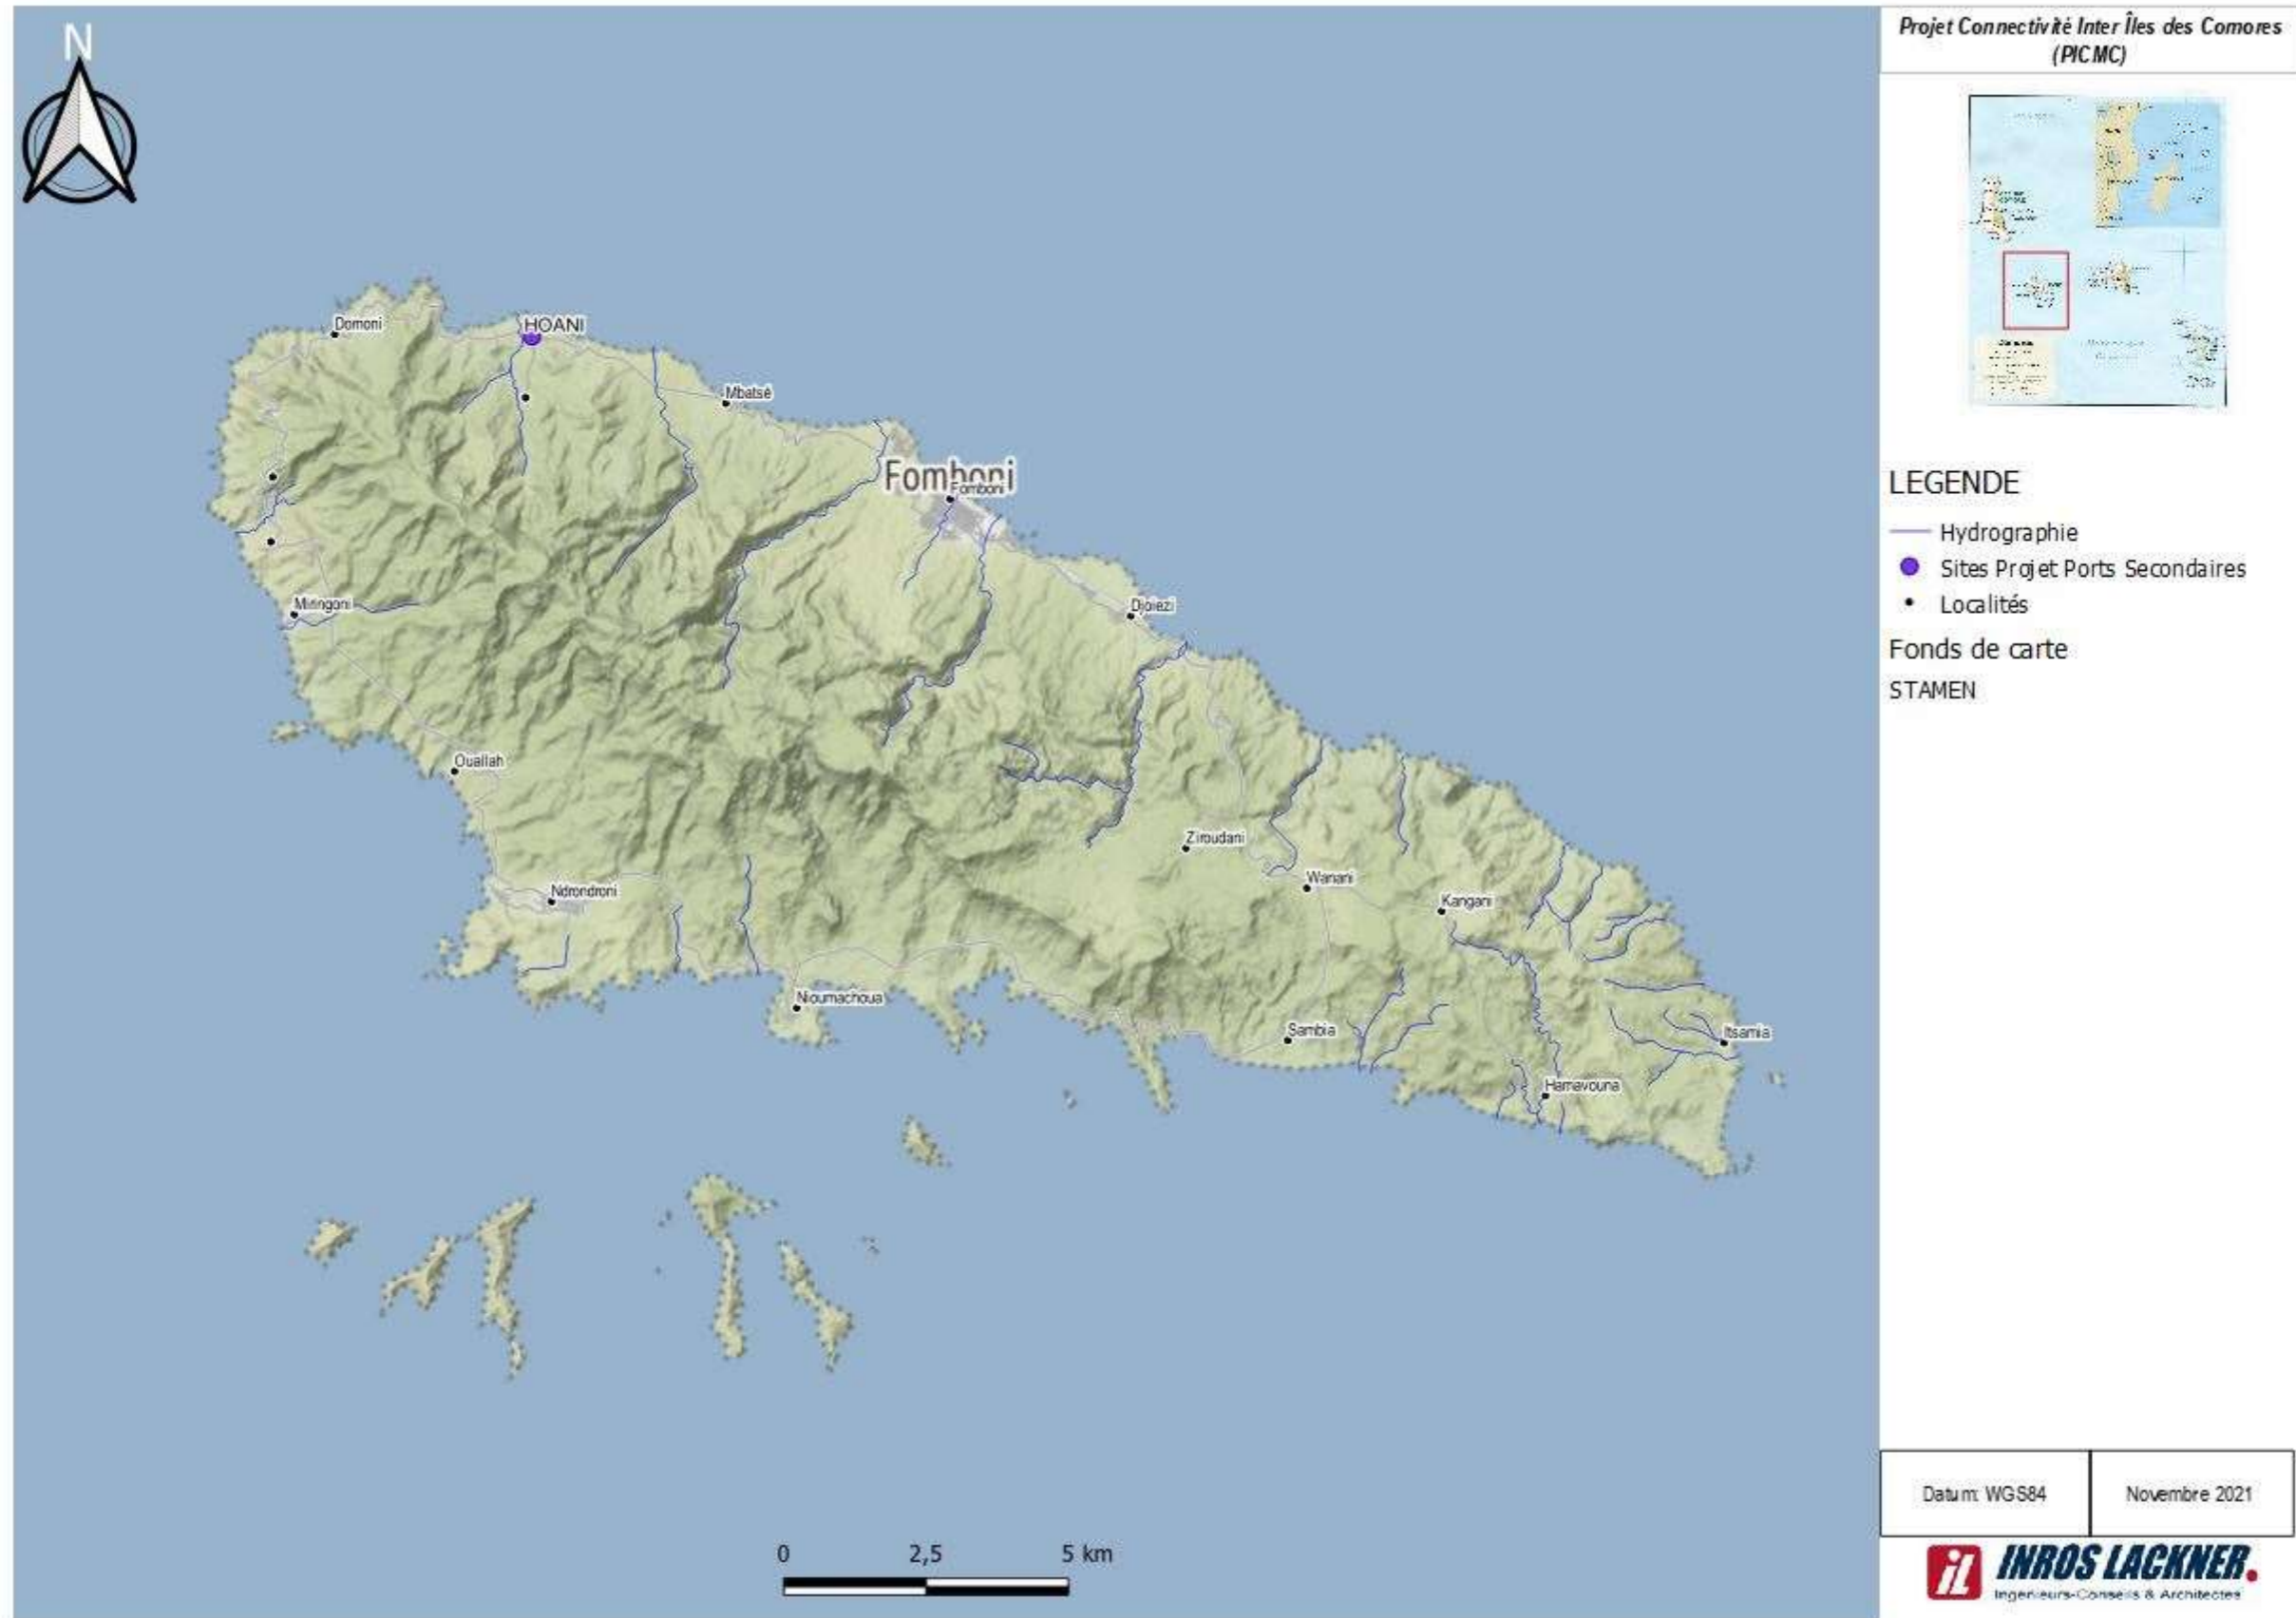 N
Domoni
HOANI
Mbatsé
Fomboni
Fomboni
Djoiezi
Miringoni
Ouallah
Ziroudani
Wanani
Ndrondroni
Kangani
Nioumachoua
Sambia
Itsamia
Hamavouna
0 2,5 5 km
Projet Connectivité Inter Îles des Comores
(PICMC)
LEGENDE
Hydrographie
Sites Projet Ports Secondaires
Localités
Fonds de carte
STAMEN
Datum: WGS84
Novembre 2021
iL INROS LACKNER.
Ingenieurs-Conseils & Architectes